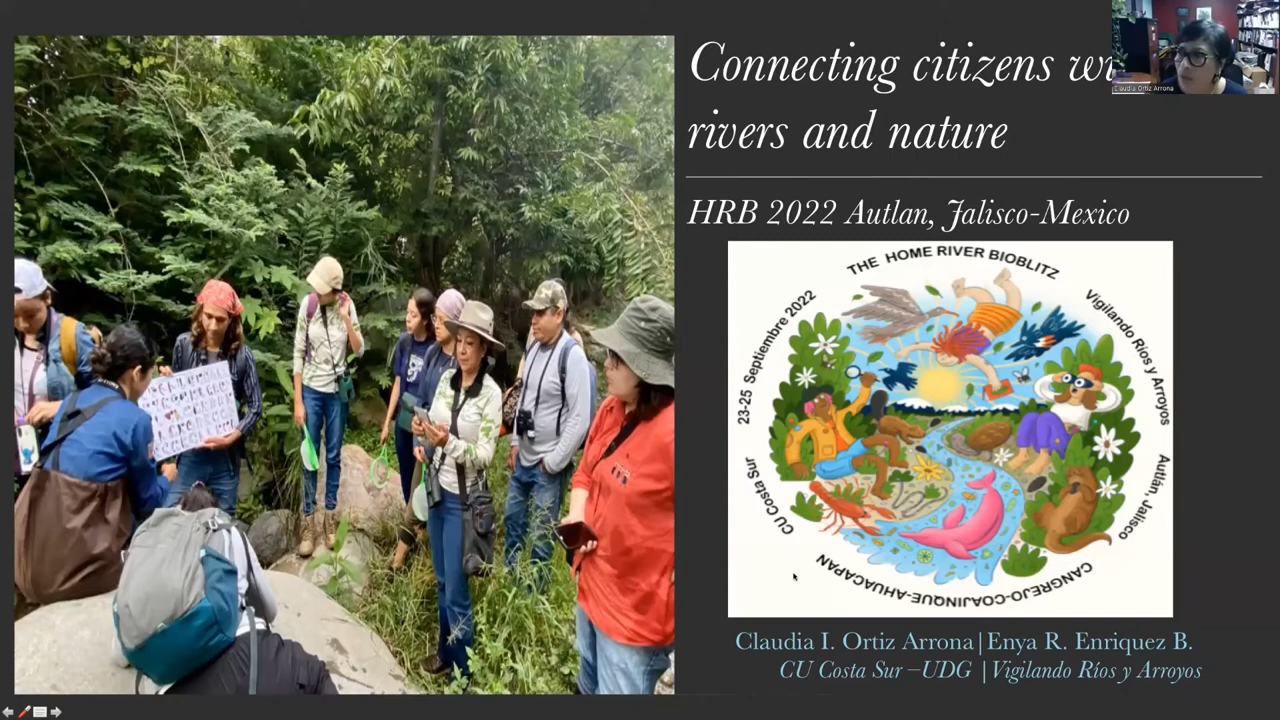 Connecting citizens
rivers and nature
Claudia Ortiz Arrona
HRB 2022 Autlan, Jalisco-Mexico
THE HOME RIVER BIOBLITZ
23-25 Septiembre 2022
Vigilando Ríos y Arroyos
CU Costa Sur
Autlán, Jalisco
CANGREJO-COAJINQUE-AHUACAPAN
Claudia I. Ortiz Arrona|Enya R. Enriquez B.
CU Costa Sur –UDG |Vigilando Ríos y Arroyos